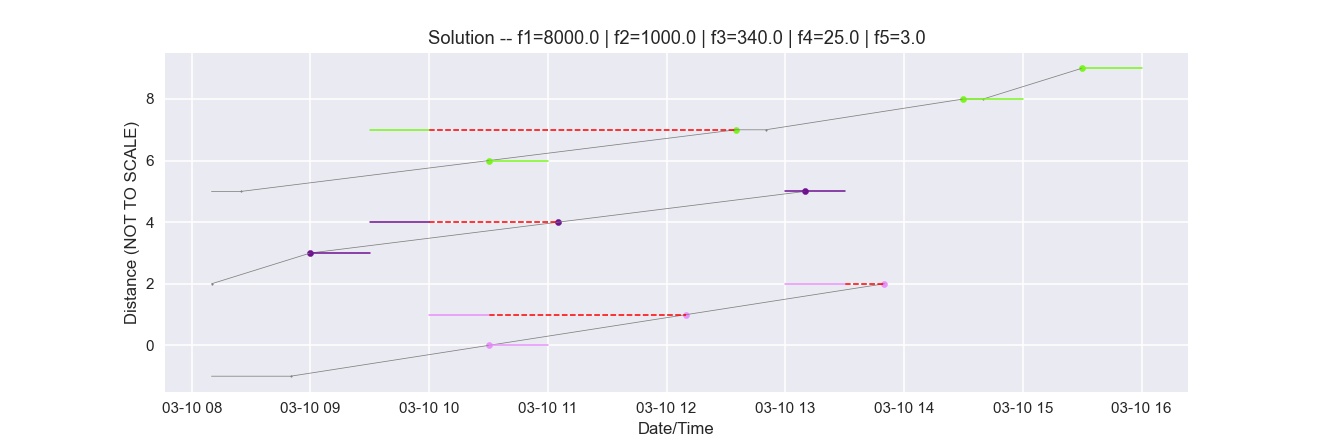 Solution -- f1=8000.0 | f2=1000.0 | f3=340.0 | f4=25.0 | f5=3.0
Distance (NOT TO SCALE)
8
6
4
2
0
03-10 08 03-10 09 03-10 10 03-10 11 03-10 12 03-10 13 03-10 14 03-10 15 03-10 16
Date/Time